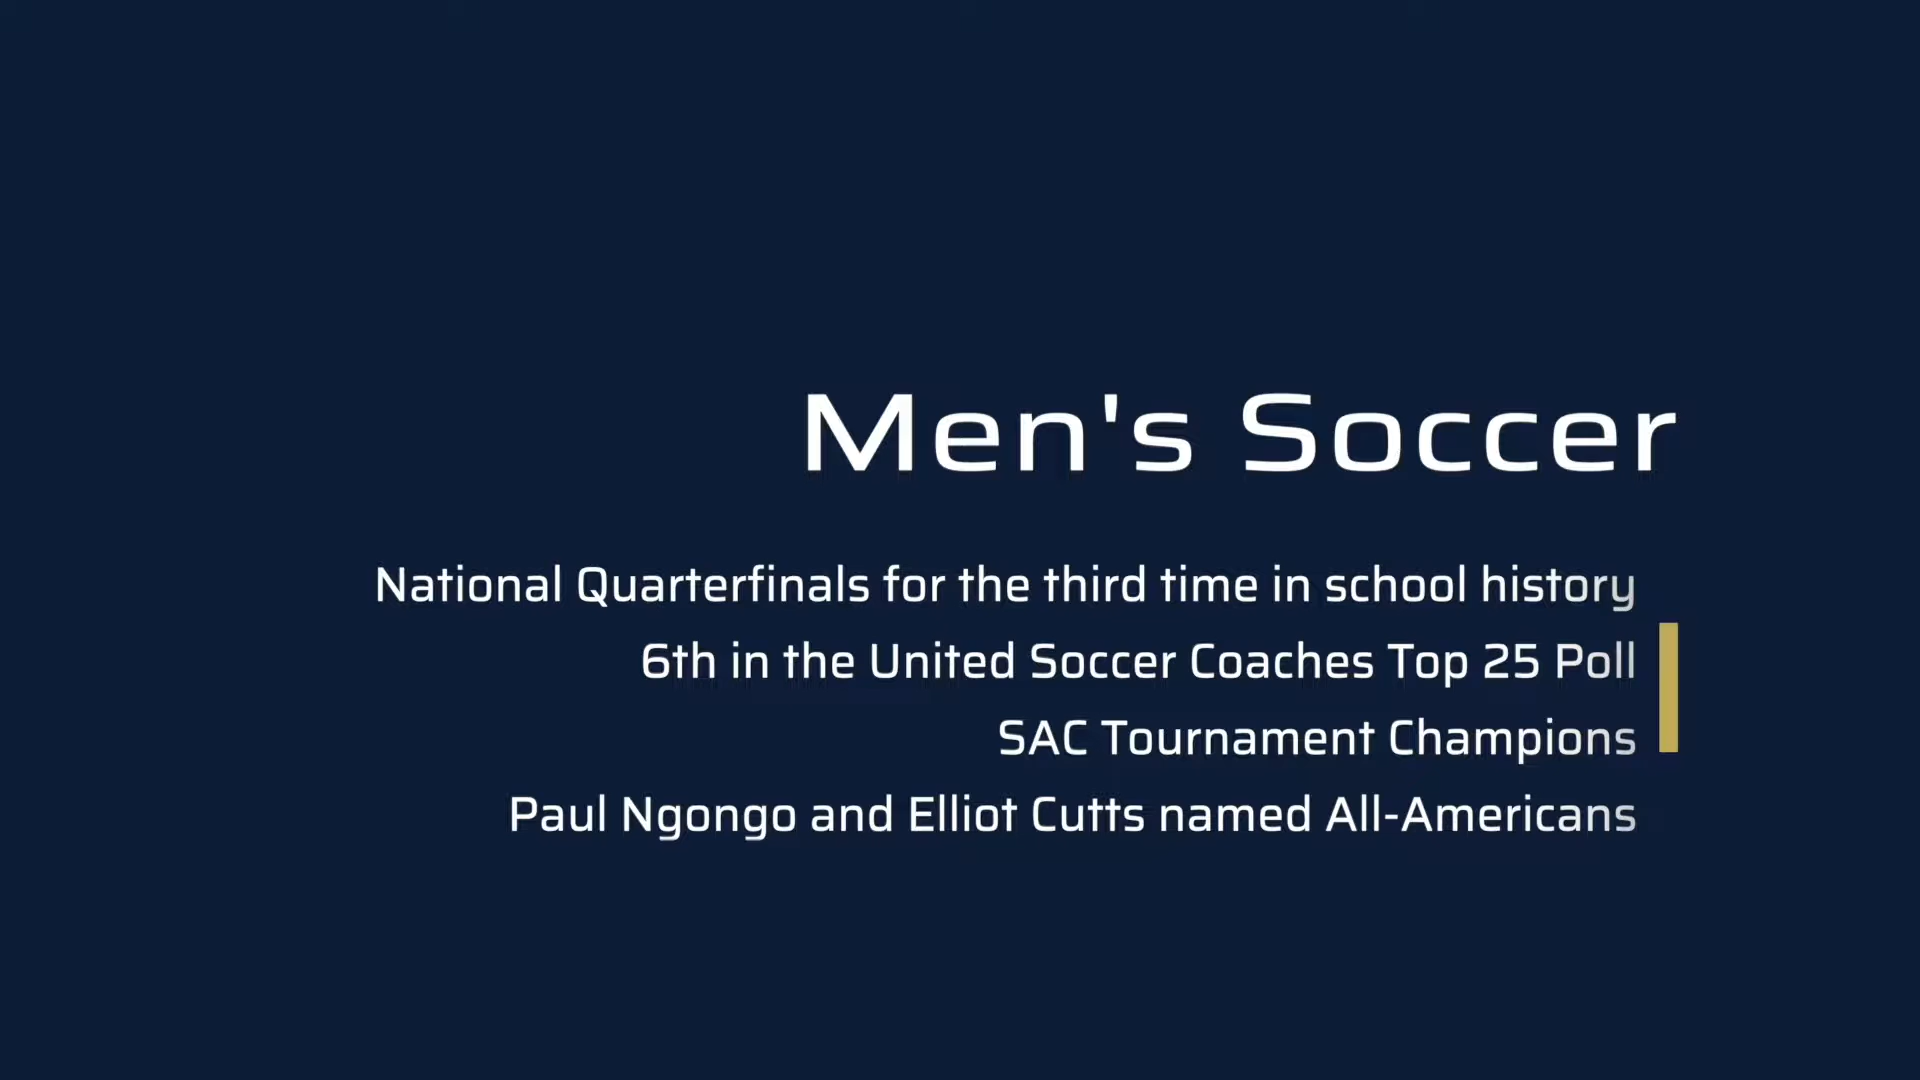 Men's Soccer
National Quarterfinals for the third time in school history
6th in the United Soccer Coaches Top 25 Poll
SAC Tournament Champions
Paul Ngongo and Elliot Cutts named All-Americans